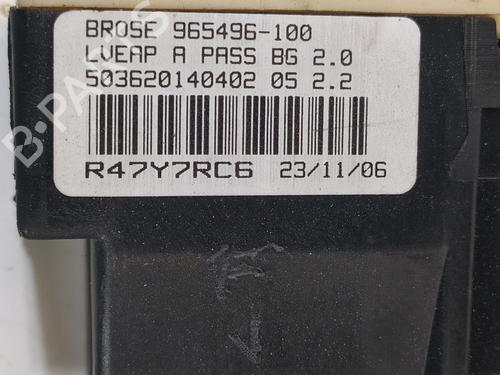 BROSE 965496-100
LVEAP A PASS BG 2.0
503620140402 05 2.2
R47Y7RC6 23/11/06
B-PARTS